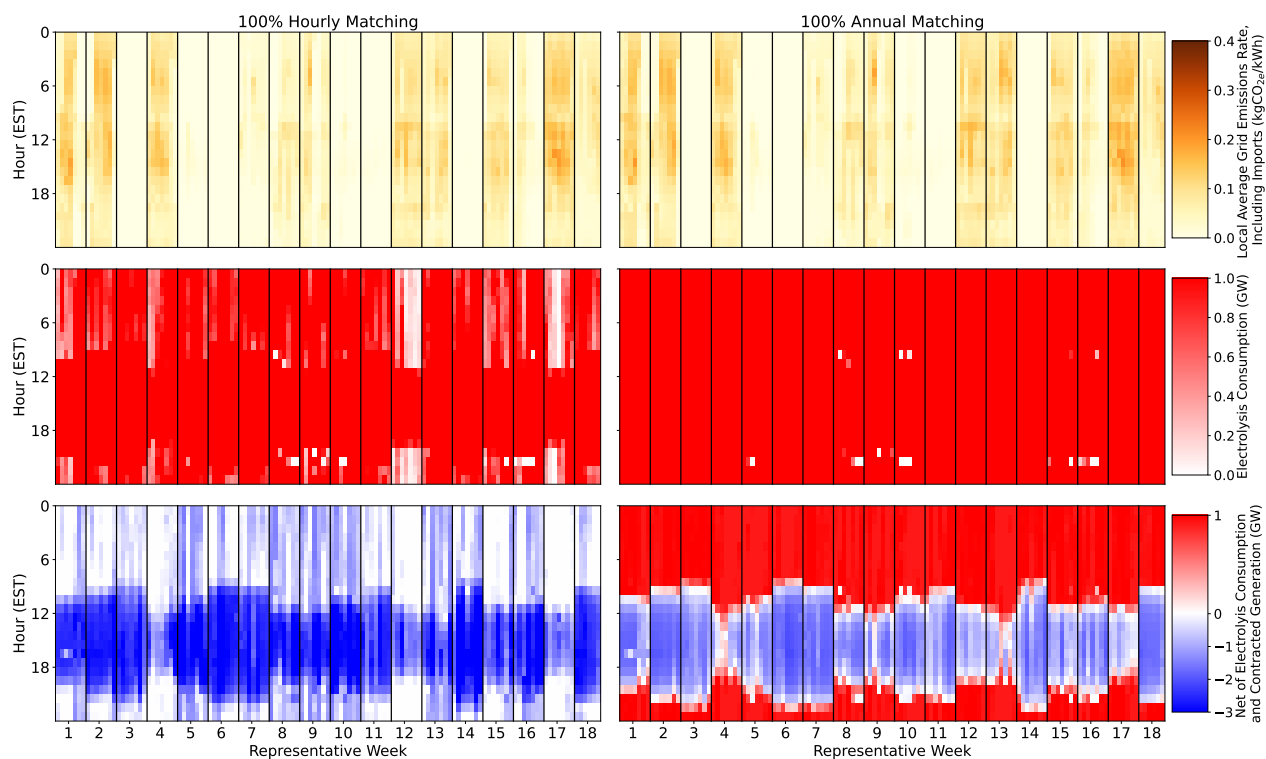 100% Hourly Matching
100% Annual Matching
0
6
12
18
Hour (EST)
0.4
0.3
0.2
0.1
0.0
Local Average Grid Emissions Rate,
Including Imports (kgCO2e/kWh)
0
6
12
18
Hour (EST)
1.0
0.8
0.6
0.4
0.2
0.0
Electrolysis Consumption (GW)
0
6
12
18
Hour (EST)
1
0
−1
−2
−3
Net of Electrolysis Consumption
and Contracted Generation (GW)
1 2 3 4 5 6 7 8 9 10 11 12 13 14 15 16 17 18
Representative Week
1 2 3 4 5 6 7 8 9 10 11 12 13 14 15 16 17 18
Representative Week